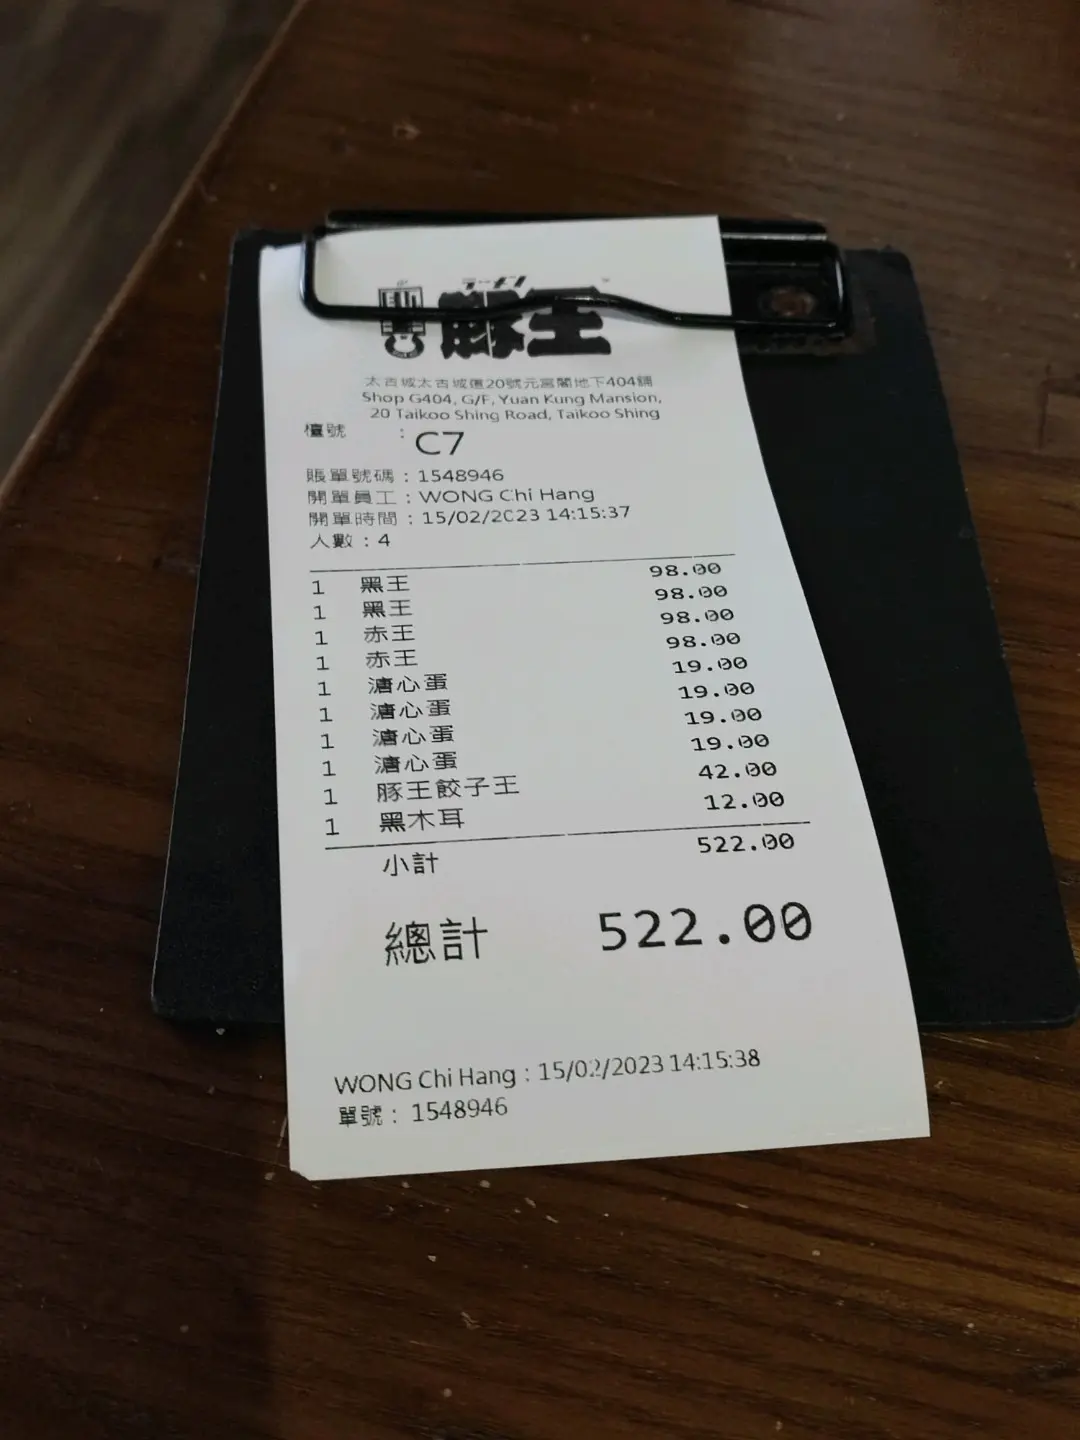 ラーメン
豚王
太古城太古城道20號元宮閣地下404舖
Shop G404, G/F, Yuan Kung Mansion,
20 Taikoo Shing Road, Taikoo Shing
檯號 : C7
賬單號碼 : 1548946
開單員工 : WONG Chi Hang
開單時間 : 15/02/2023 14:15:37
人數 : 4
1 黑王 98.00
1 黑王 98.00
1 赤王 98.00
1 赤王 98.00
1 溏心蛋 19.00
1 溏心蛋 19.00
1 溏心蛋 19.00
1 溏心蛋 19.00
1 豚王餃子王 42.00
1 黑木耳 12.00
小計 522.00
總計 522.00
WONG Chi Hang : 15/02/2023 14:15:38
單號 : 1548946